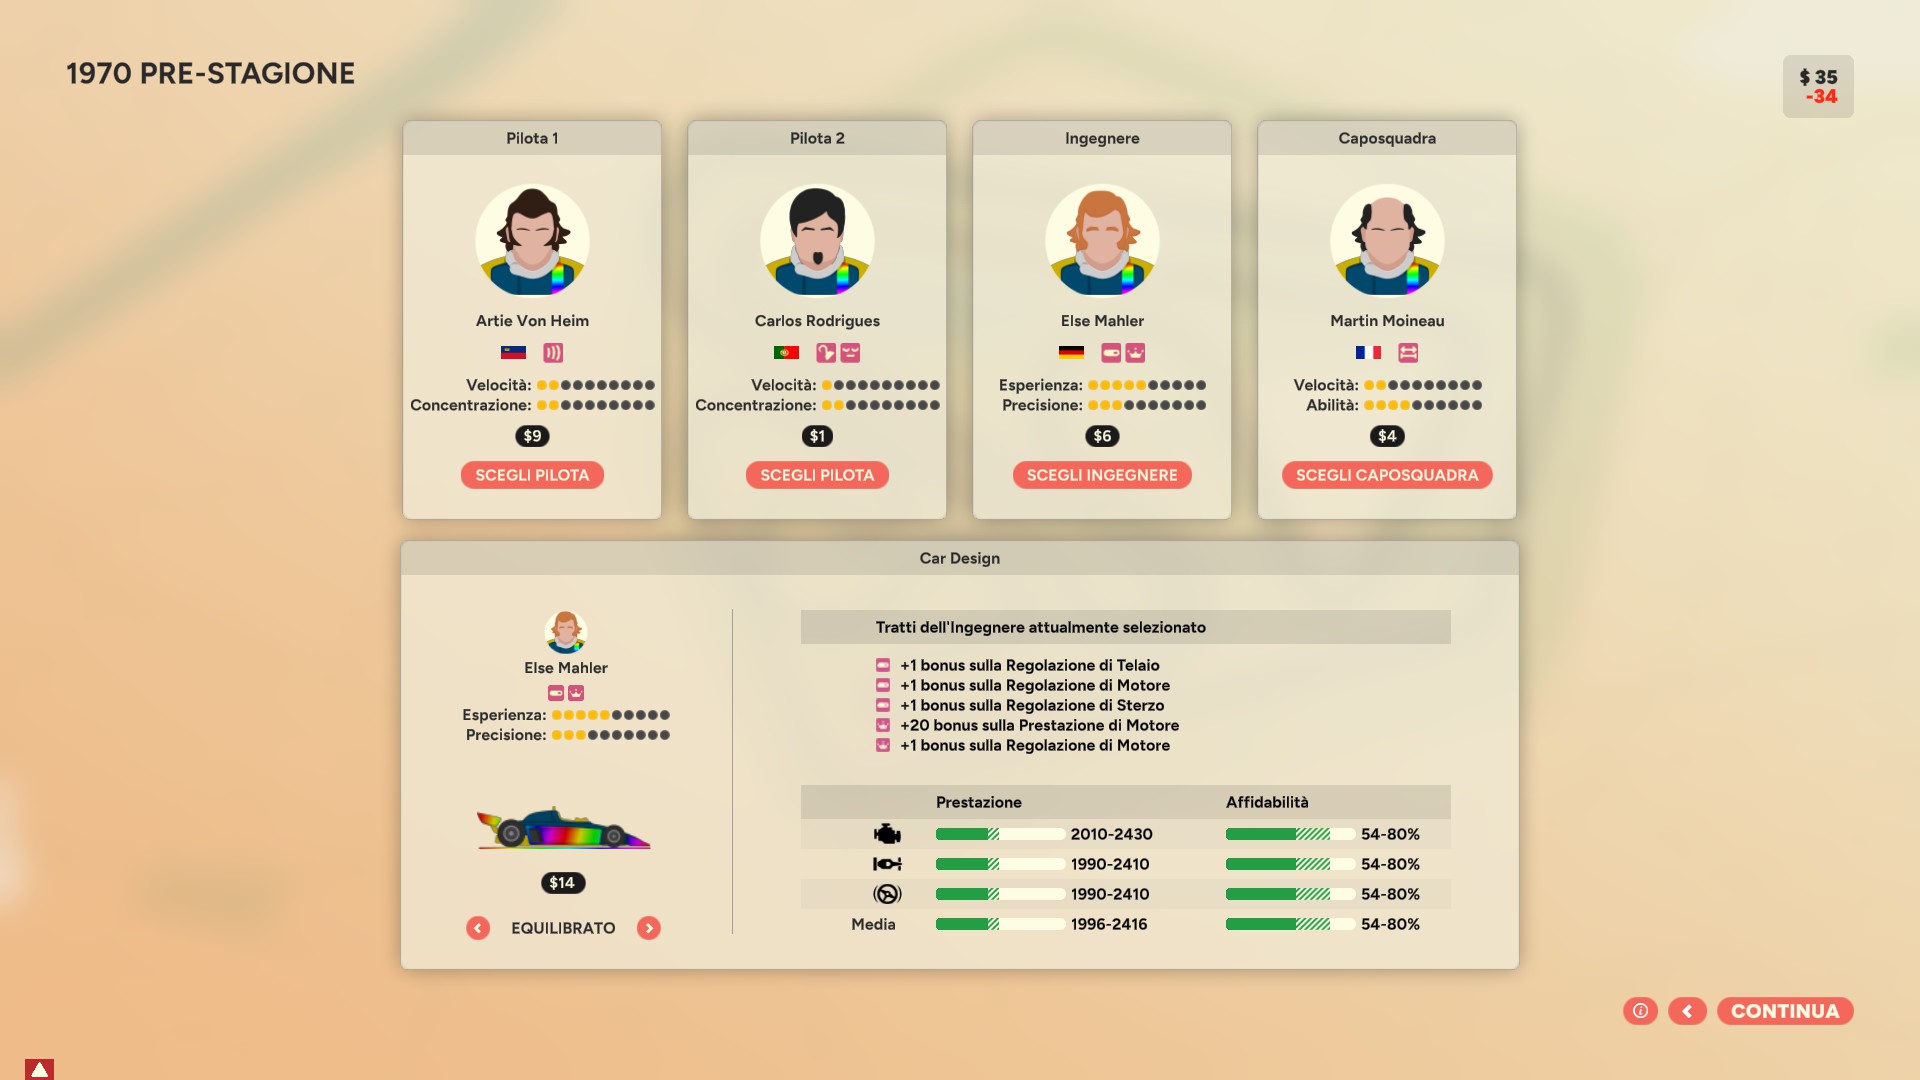 1970 PRE-STAGIONE
$ 35
-34
Pilota 1
Artie Von Heim
Velocità:
Concentrazione:
$9
SCEGLI PILOTA
Pilota 2
Carlos Rodrigues
Velocità:
Concentrazione:
$1
SCEGLI PILOTA
Ingegnere
Else Mahler
Esperienza:
Precisione:
$6
SCEGLI INGEGNERE
Caposquadra
Martin Moineau
Velocità:
Abilità:
$4
SCEGLI CAPOSQUADRA
Car Design
Else Mahler
Esperienza:
Precisione:
$14
EQUILIBRATO
Tratti dell'Ingegnere attualmente selezionato
+1 bonus sulla Regolazione di Telaio
+1 bonus sulla Regolazione di Motore
+1 bonus sulla Regolazione di Sterzo
+20 bonus sulla Prestazione di Motore
+1 bonus sulla Regolazione di Motore
Prestazione Affidabilità
2010-2430 54-80%
1990-2410 54-80%
1990-2410 54-80%
Media 1996-2416 54-80%
CONTINUA